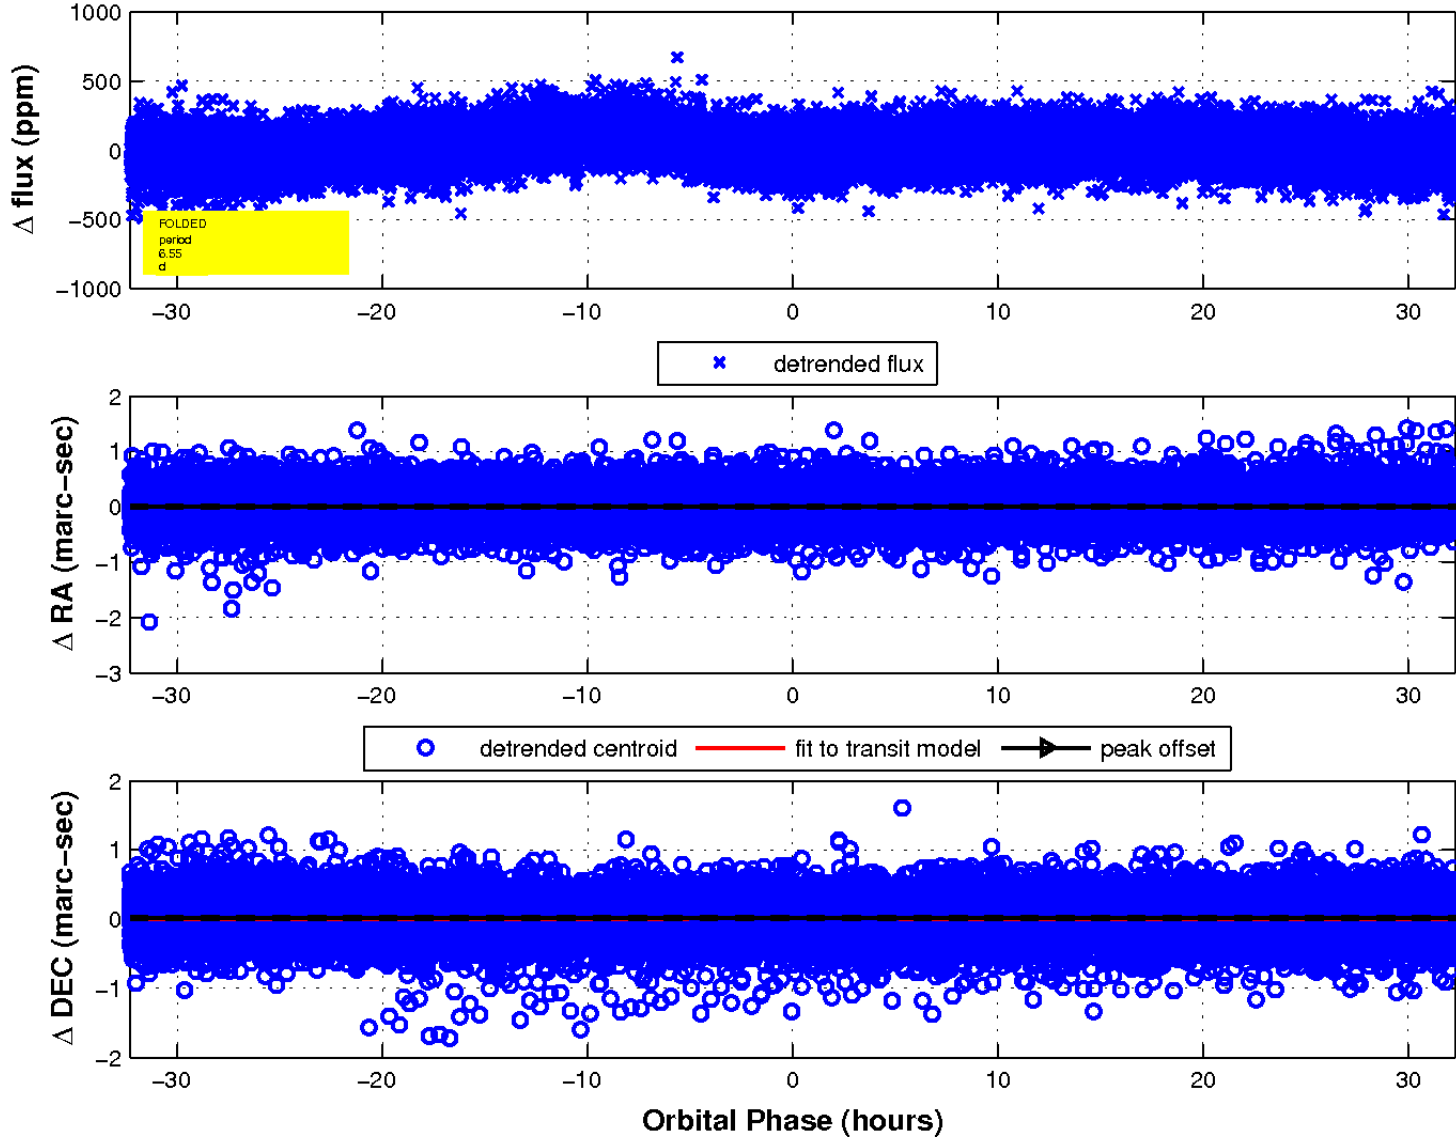 1000
500
0
−500
−1000
Δ flux (ppm)
FOLDED
period
6.55
d
−30 −20 −10 0 10 20 30
detrended flux
2
1
0
−1
−2
−3
Δ RA (marc−sec)
−30 −20 −10 0 10 20 30
detrended centroid fit to transit model peak offset
2
1
0
−1
−2
Δ DEC (marc−sec)
−30 −20 −10 0 10 20 30
Orbital Phase (hours)